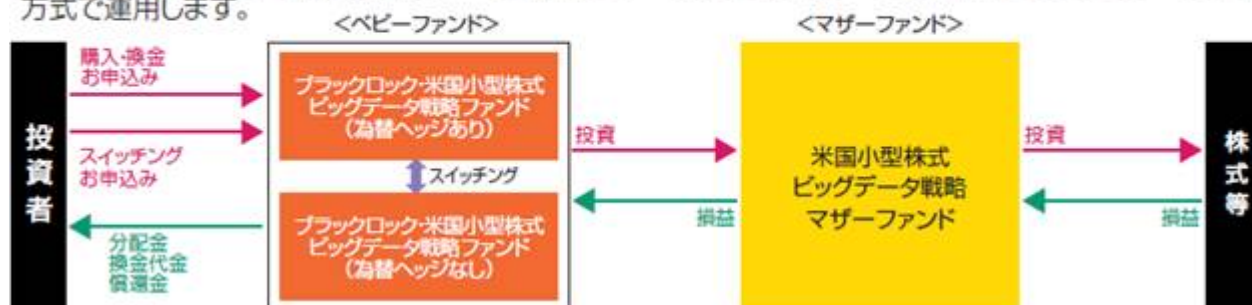 方式で運用します。
<ベビーファンド>
<マザーファンド>
投資者
購入・換金
お申込み
スイッチング
お申込み
分配金
換金代金
償還金
ブラックロック・米国小型株式
ビッグデータ戦略ファンド
(為替ヘッジあり)
スイッチング
ブラックロック・米国小型株式
ビッグデータ戦略ファンド
(為替ヘッジなし)
投資
損益
米国小型株式
ビッグデータ戦略
マザーファンド
投資
損益
株式等